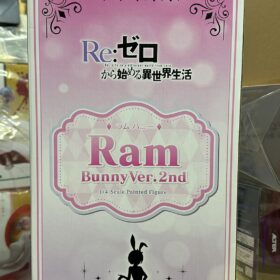 Re:ゼロ
から始める異世界生活
ラム バニー
Ram
Bunny Ver.2nd
1/4 Scale Painted Figure